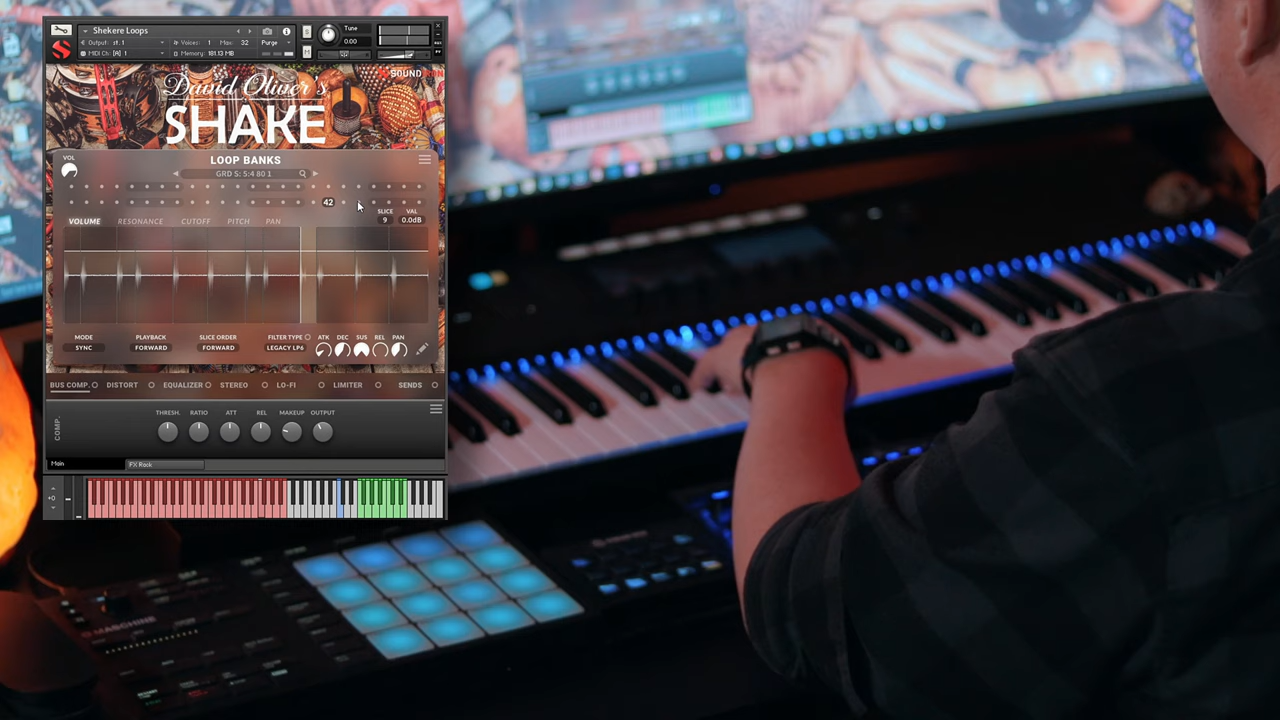 Shekere Loops
Output: st. 1 Voices: 1 Max: 32 Purge
MIDI Ch: [A] 1 Memory: 181.13 MB
S
M
Tune
0.00
SOUND
David Oliver's
SHAKE
VOL
LOOP BANKS
GRD S: S:4 80 1
42
SLICE VAL
9 0.0dB
VOLUME RESONANCE CUTOFF PITCH PAN
MODE PLAYBACK SLICE ORDER FILTER TYPE ATK DEC SUS REL PAN
SYNC FORWARD FORWARD LEGACY LP6
BUS COMP. DISTORT EQUALIZER STEREO LO-FI LIMITER SENDS
THRESH. RATIO ATT REL MAKEUP OUTPUT
COMP.
Main FX Rack
+0
MASCHINE